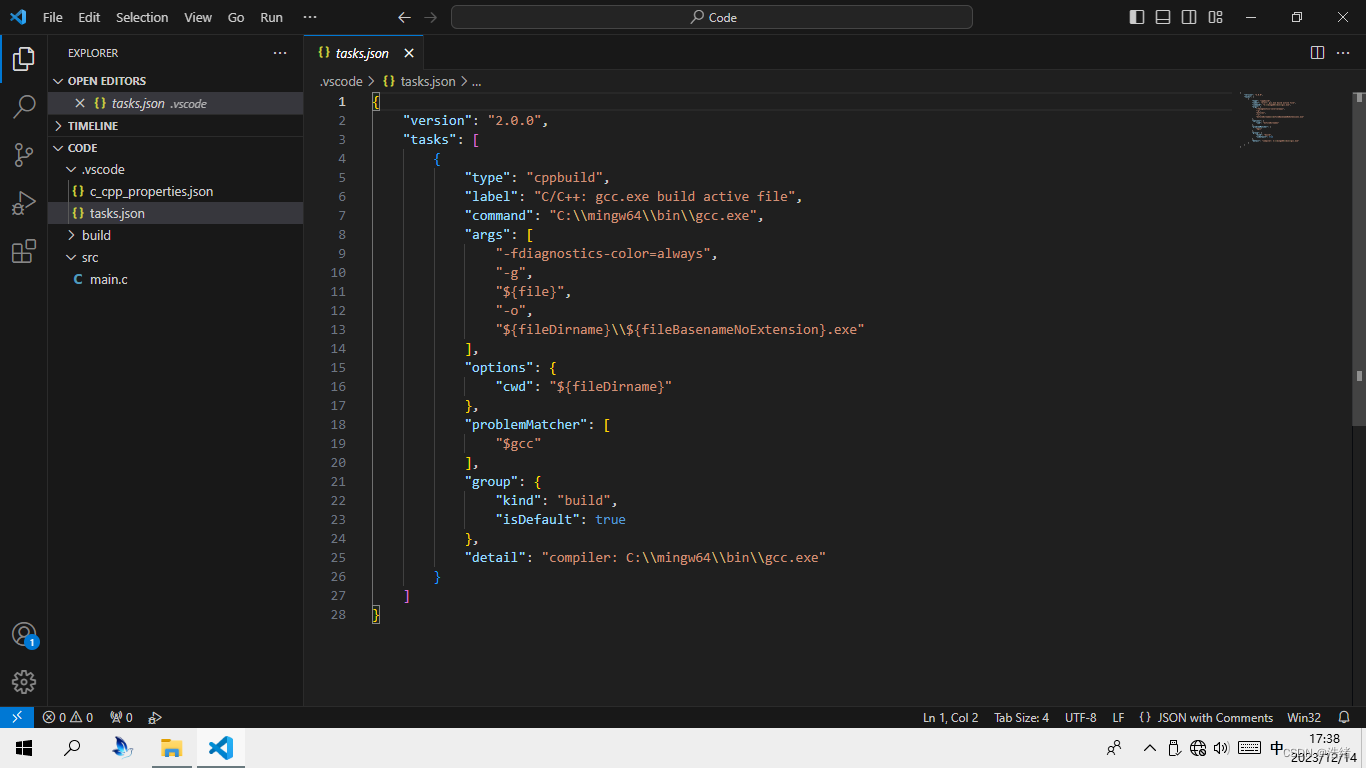 File Edit Selection View Go Run ··· Code
EXPLORER ···
OPEN EDITORS
tasks.json .vscode
TIMELINE
CODE
.vscode
{} c_cpp_properties.json
{} tasks.json
build
src
C main.c
{} tasks.json
.vscode > {} tasks.json > ...
1 {
2 "version": "2.0.0",
3 "tasks": [
4 {
5 "type": "cppbuild",
6 "label": "C/C++: gcc.exe build active file",
7 "command": "C:\\mingw64\\bin\\gcc.exe",
8 "args": [
9 "-fdiagnostics-color=always",
10 "-g",
11 "${file}",
12 "-o",
13 "${fileDirname}\\${fileBasenameNoExtension}.exe"
14 ],
15 "options": {
16 "cwd": "${fileDirname}"
17 },
18 "problemMatcher": [
19 "$gcc"
20 ],
21 "group": {
22 "kind": "build",
23 "isDefault": true
24 },
25 "detail": "compiler: C:\\mingw64\\bin\\gcc.exe"
26 }
27 ]
28 }
1
0 0 0 Ln 1, Col 2 Tab Size: 4 UTF-8 LF {} JSON with Comments Win32
中 17:38
2023/12/14
CSDN